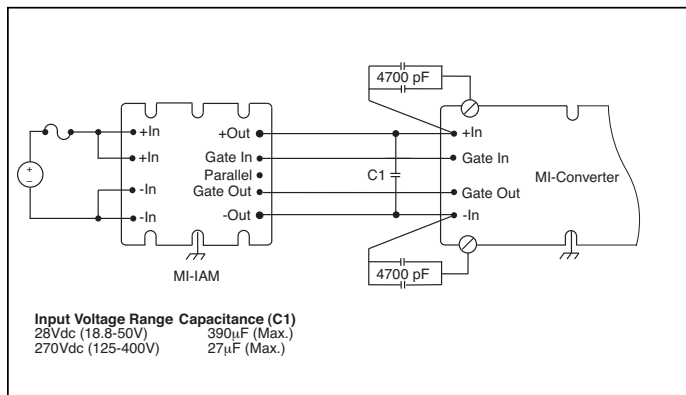 4700 pF
+In
+In
-In
-In
+
–
+Out
Gate In
Parallel
Gate Out
-Out
MI-IAM
C1
+In
Gate In
Gate Out
-In
MI-Converter
4700 pF
Input Voltage Range Capacitance (C1)
28Vdc (18.8-50V) 390µF (Max.)
270Vdc (125-400V) 27µF (Max.)